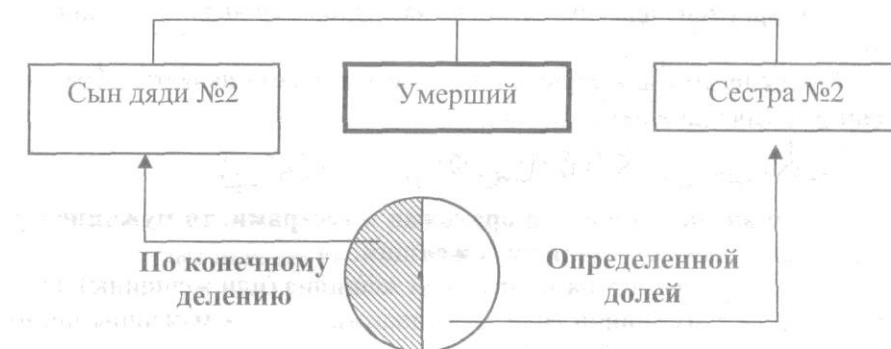 Сын дяди №2
Умерший
Сестра №2
По конечному
делению
Определенной
долей